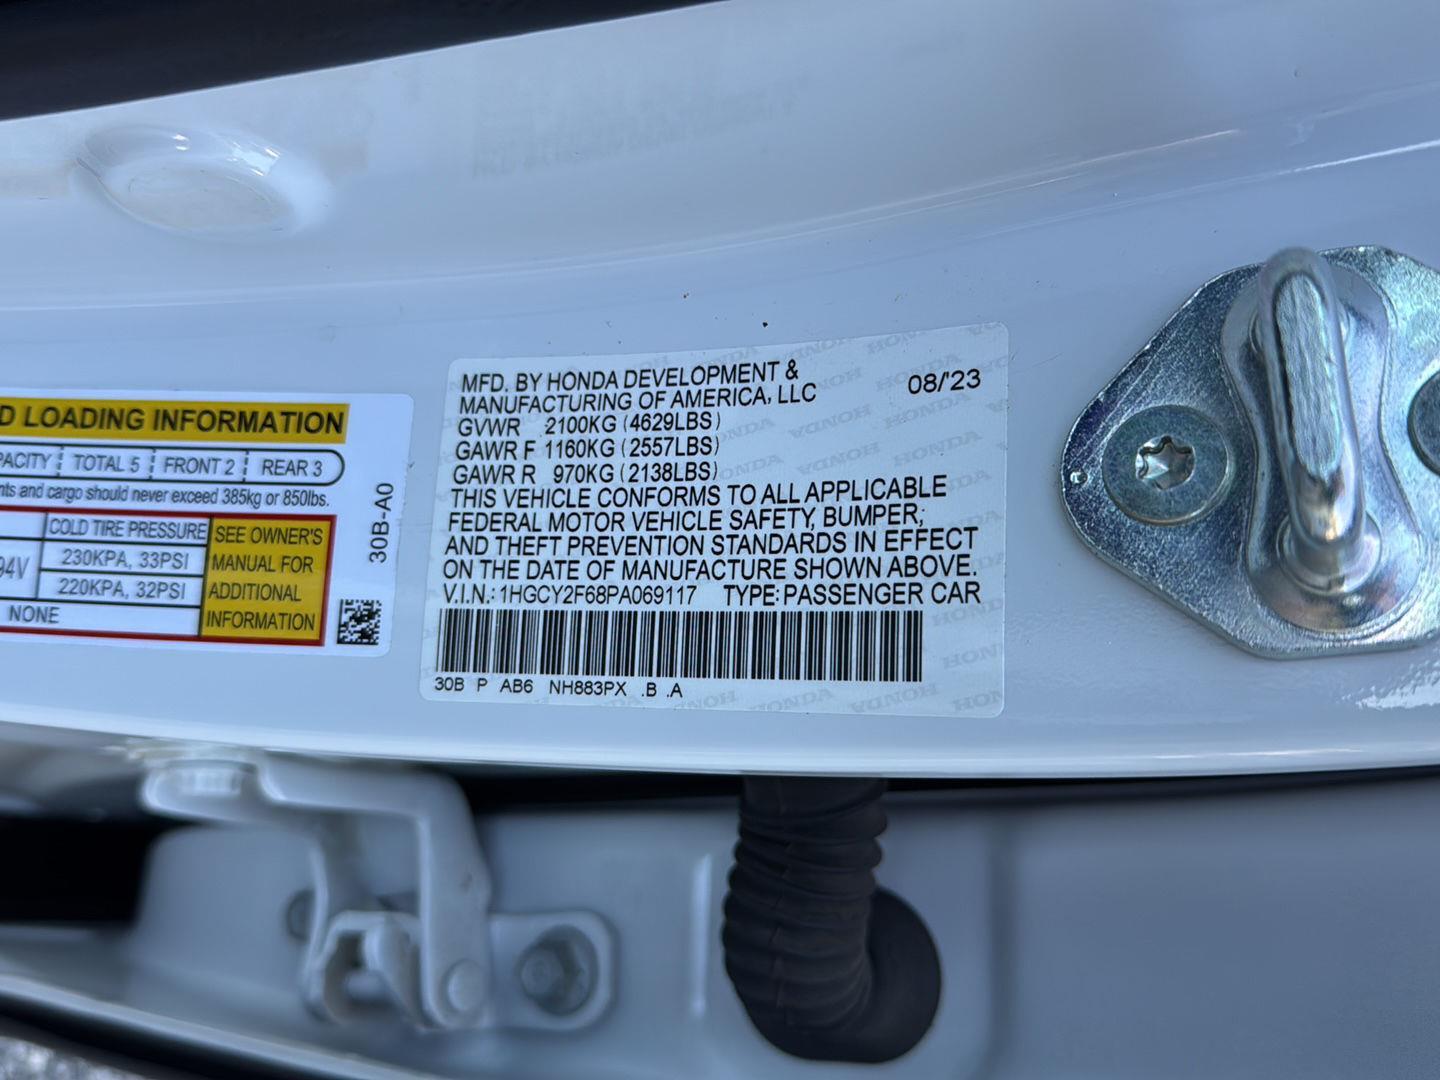 D LOADING INFORMATION
PACITY TOTAL 5 FRONT 2 REAR 3
nts and cargo should never exceed 385kg or 850lbs.
COLD TIRE PRESSURE
94V 230KPA, 33PSI
220KPA, 32PSI
NONE
SEE OWNER'S
MANUAL FOR
ADDITIONAL
INFORMATION
30B-A0
MFD. BY HONDA DEVELOPMENT &
MANUFACTURING OF AMERICA, LLC 08/'23
GVWR 2100KG (4629LBS)
GAWR F 1160KG (2557LBS)
GAWR R 970KG (2138LBS)
THIS VEHICLE CONFORMS TO ALL APPLICABLE
FEDERAL MOTOR VEHICLE SAFETY, BUMPER,
AND THEFT PREVENTION STANDARDS IN EFFECT
ON THE DATE OF MANUFACTURE SHOWN ABOVE.
V.I.N.: 1HGCY2F68PA069117 TYPE: PASSENGER CAR
30B P AB6 NH883PX .B .A